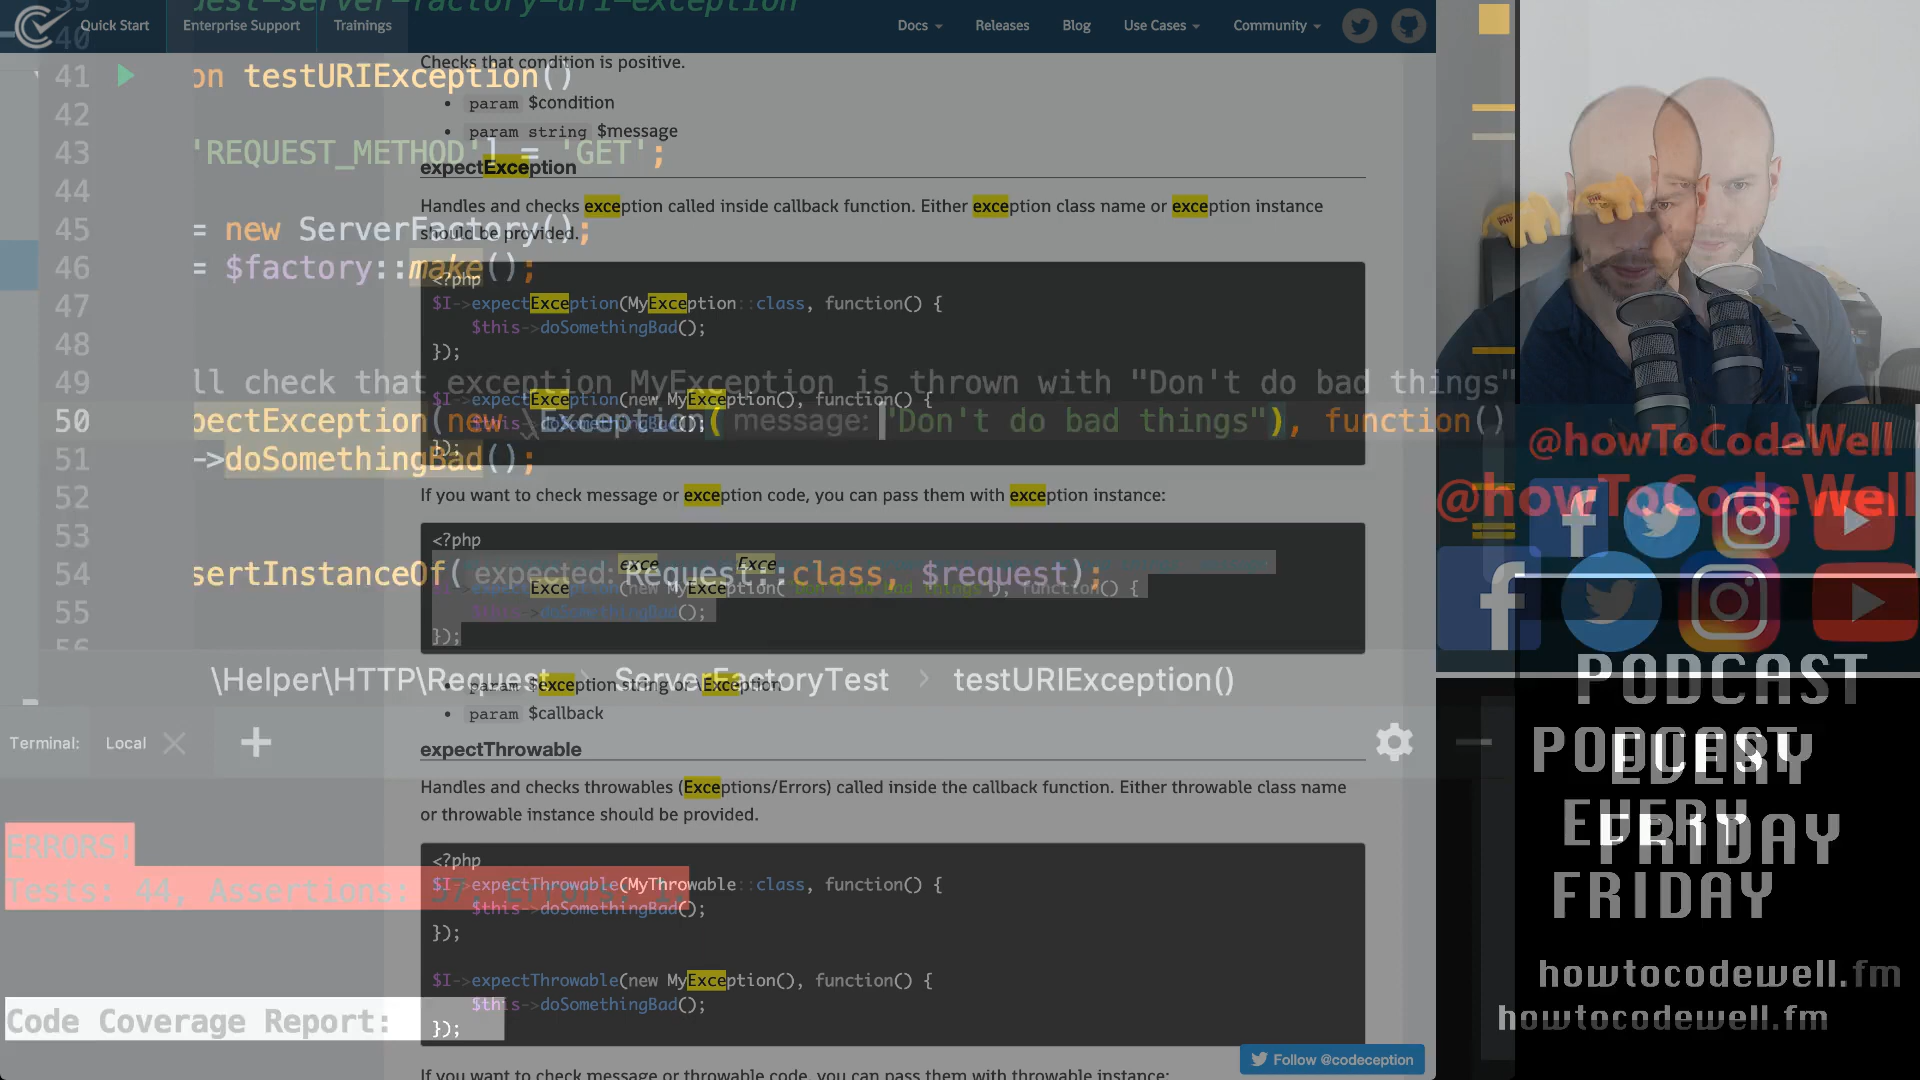 est-server-factory-uri-exception
Quick Start
Enterprise Support
Trainings
Docs
Releases
Blog
Use Cases
Community
40
Checks that condition is positive.
41 on testURIException()
param $condition
42
param string $message
43 'REQUEST_METHOD'] = 'GET';
expectException
44
Handles and checks exception called inside callback function. Either exception class name or exception instance
should be provided.
45 = new ServerFactory();
46 = $factory::make();
<?php
47
$I->expectException(MyException::class, function() {
$this->doSomethingBad();
48
});
49 ll check that exception MyException is thrown with "Don't do bad things"
$I->expectException(new MyException(), function() {
50 pectException(new \Exception( message: "Don't do bad things"), function()
$this->doSomethingBad();
});
51 ->doSomethingBad();
52
If you want to check message or exception code, you can pass them with exception instance:
53
<?php
54 sertInstanceOf( expected: Request::class, $request);
$I->expectException(new MyException("Don't do bad things"), function() {
55
$this->doSomethingBad();
});
\Helper\HTTP\Request > ServerFactoryTest > testURIException()
param $exception string or \Exception
param $callback
Terminal: Local
expectThrowable
Handles and checks throwables (Exceptions/Errors) called inside the callback function. Either throwable class name
or throwable instance should be provided.
ERRORS!
<?php
Tests: 44, Assertions: 37, Errors: 1.
$I->expectThrowable(MyThrowable::class, function() {
$this->doSomethingBad();
});
$I->expectThrowable(new MyException(), function() {
$this->doSomethingBad();
Code Coverage Report:
});
Follow @codeception
If you want to check message or throwable code, you can pass them with throwable instance:
@howToCodeWell
@howToCodeWell
PODCAST
PODCAST
EVERY
EVERY
FRIDAY
FRIDAY
howtocodewell.fm
howtocodewell.fm